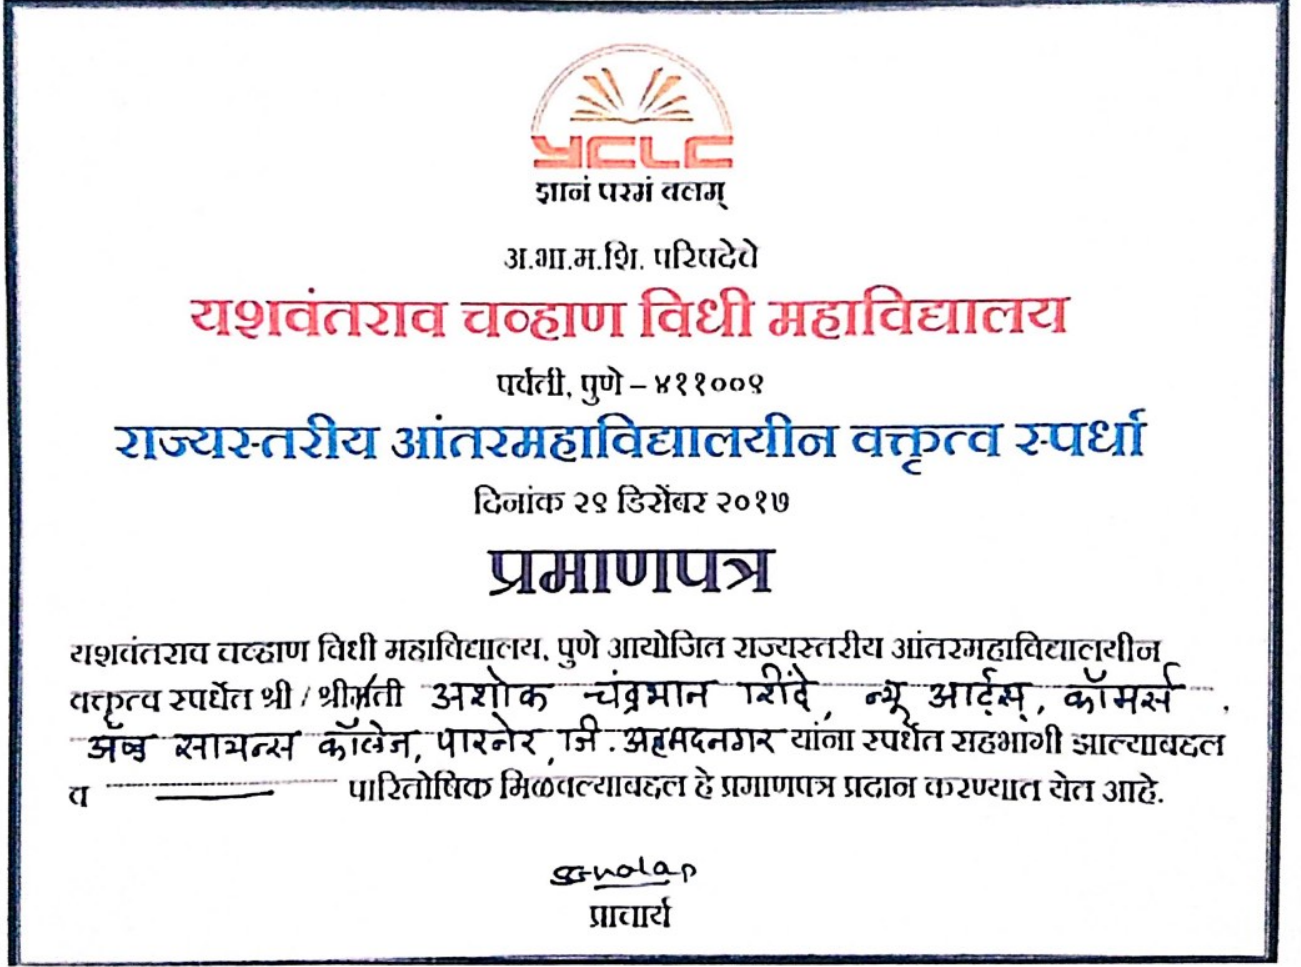 YCLC
ज्ञानं परमं बलम्
अ.भा.म.शि. परिषदेचे
यशवंतराव चव्हाण विधी महाविद्यालय
पर्वती, पुणे – ४११००९
राज्यस्तरीय आंतरमहाविद्यालयीन वक्तृत्व स्पर्धा
दिनांक २९ डिसेंबर २०१७
प्रमाणपत्र
यशवंतराव चव्हाण विधी महाविद्यालय, पुणे आयोजित राज्यस्तरीय आंतरमहाविद्यालयीन
वक्तृत्व स्पर्धेत श्री / श्रीमती अशोक चंद्रभान शिंदे, न्यू आर्ट्स्, कॉमर्स
अँड सायन्स कॉलेज, पारनेर, जि. अहमदनगर यांना स्पर्धेत सहभागी झाल्याबद्दल
व पारितोषिक मिळवल्याबद्दल हे प्रमाणपत्र प्रदान करण्यात येत आहे.
प्राचार्य